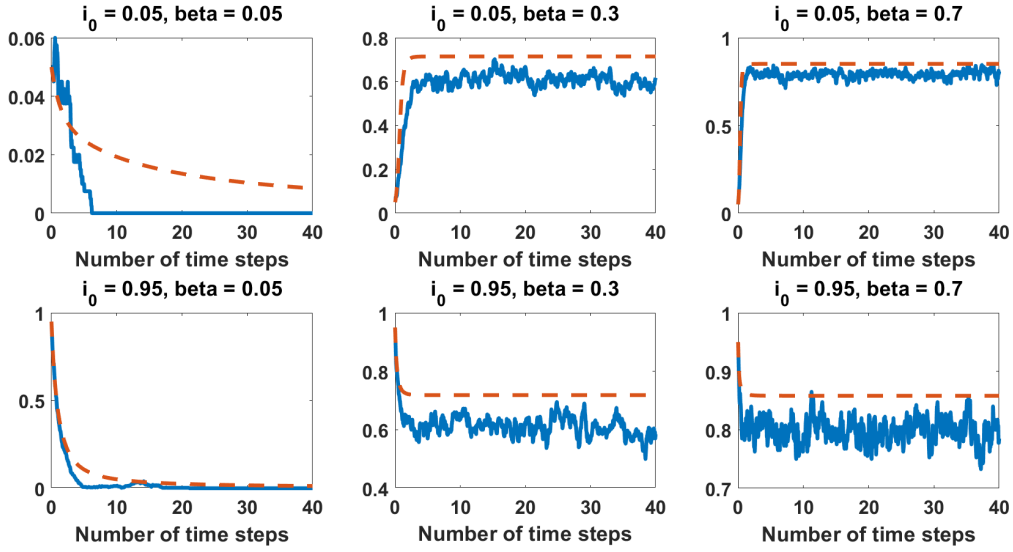 i_0 = 0.05, beta = 0.05
0.06
0.04
0.02
0
0 10 20 30 40
Number of time steps
i_0 = 0.05, beta = 0.3
0.8
0.6
0.4
0.2
0
0 10 20 30 40
Number of time steps
i_0 = 0.05, beta = 0.7
1
0.5
0
0 10 20 30 40
Number of time steps
i_0 = 0.95, beta = 0.05
1
0.5
0
0 10 20 30 40
Number of time steps
i_0 = 0.95, beta = 0.3
1
0.8
0.6
0.4
0 10 20 30 40
Number of time steps
i_0 = 0.95, beta = 0.7
1
0.9
0.8
0.7
0 10 20 30 40
Number of time steps